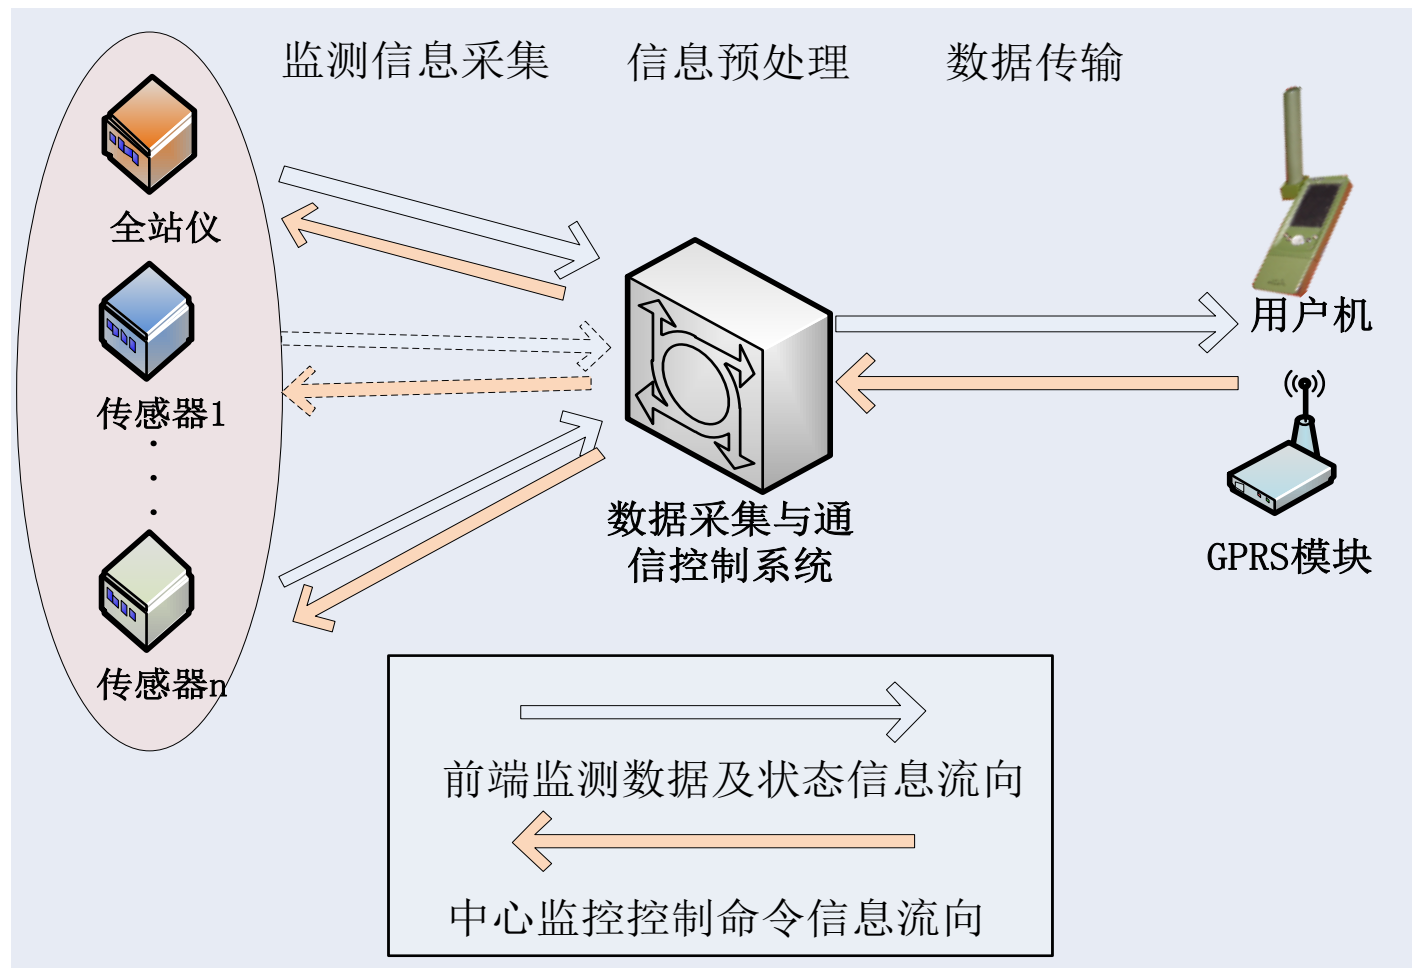 监测信息采集
信息预处理
数据传输
全站仪
传感器1
传感器n
数据采集与通
信控制系统
用户机
GPRS模块
前端监测数据及状态信息流向
中心监控控制命令信息流向